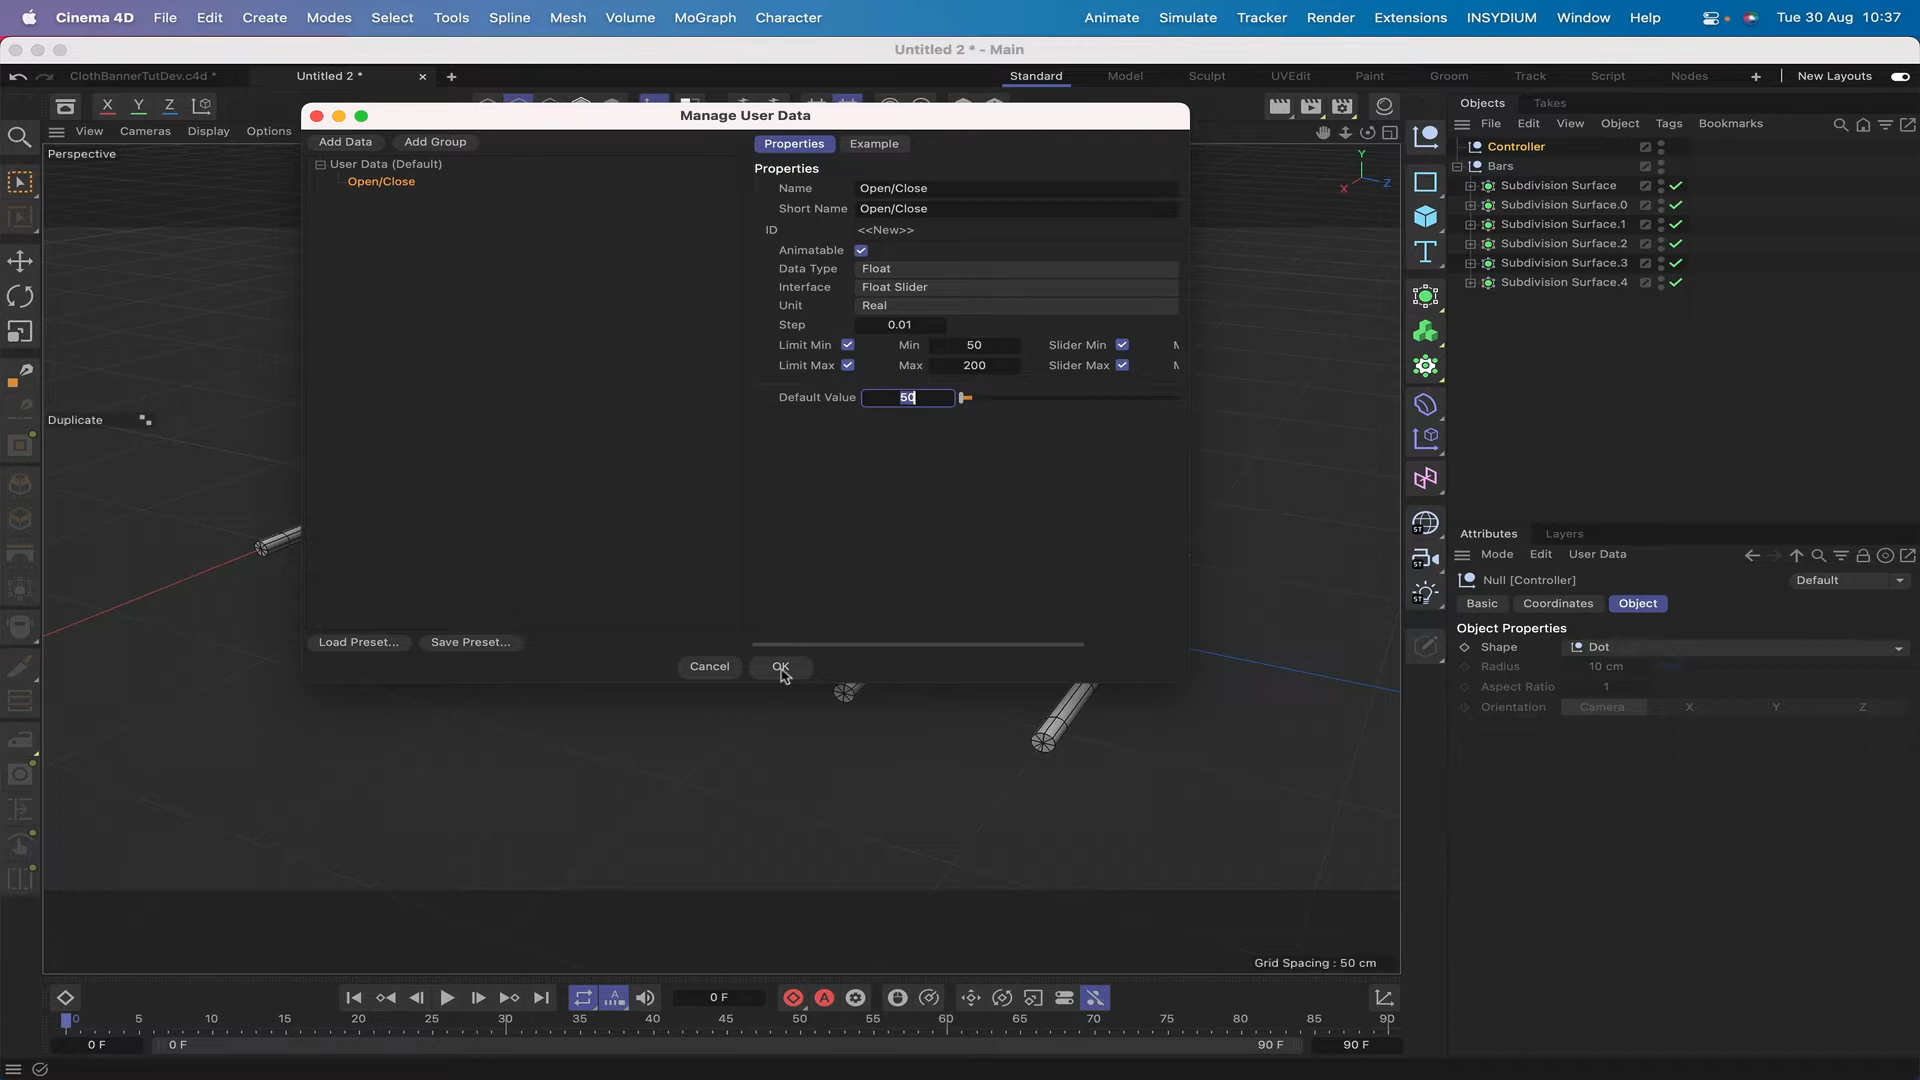 Cinema 4D File Edit Create Modes Select Tools Spline Mesh Volume MoGraph Character Animate Simulate Tracker Render Extensions INSYDIUM Window Help Tue 30 Aug 10:37
Untitled 2 * - Main
ClothBannerTutDev.c4d * Untitled 2 * Standard Model Sculpt UVEdit Paint Groom Track Script Nodes New Layouts
X Y Z
Objects Takes
View Cameras Display Options
File Edit View Object Tags Bookmarks
Perspective
Manage User Data
Add Data Add Group
User Data (Default)
Open/Close
Properties Example
Properties
Name Open/Close
Short Name Open/Close
ID <<New>>
Animatable
Data Type Float
Interface Float Slider
Unit Real
Step 0.01
Limit Min Min 50 Slider Min
Limit Max Max 200 Slider Max
Default Value 50
Load Preset... Save Preset...
Cancel OK
Duplicate
Y
X Z
Controller
Bars
Subdivision Surface
Subdivision Surface.0
Subdivision Surface.1
Subdivision Surface.2
Subdivision Surface.3
Subdivision Surface.4
Attributes Layers
Mode Edit User Data
Null [Controller] Default
Basic Coordinates Object
Object Properties
Shape Dot
Radius 10 cm
Aspect Ratio 1
Orientation Camera X Y Z
ST
ST
ST
Grid Spacing : 50 cm
0 F
0 5 10 15 20 25 30 35 40 45 50 55 60 65 70 75 80 85 90
0 F 0 F 90 F 90 F